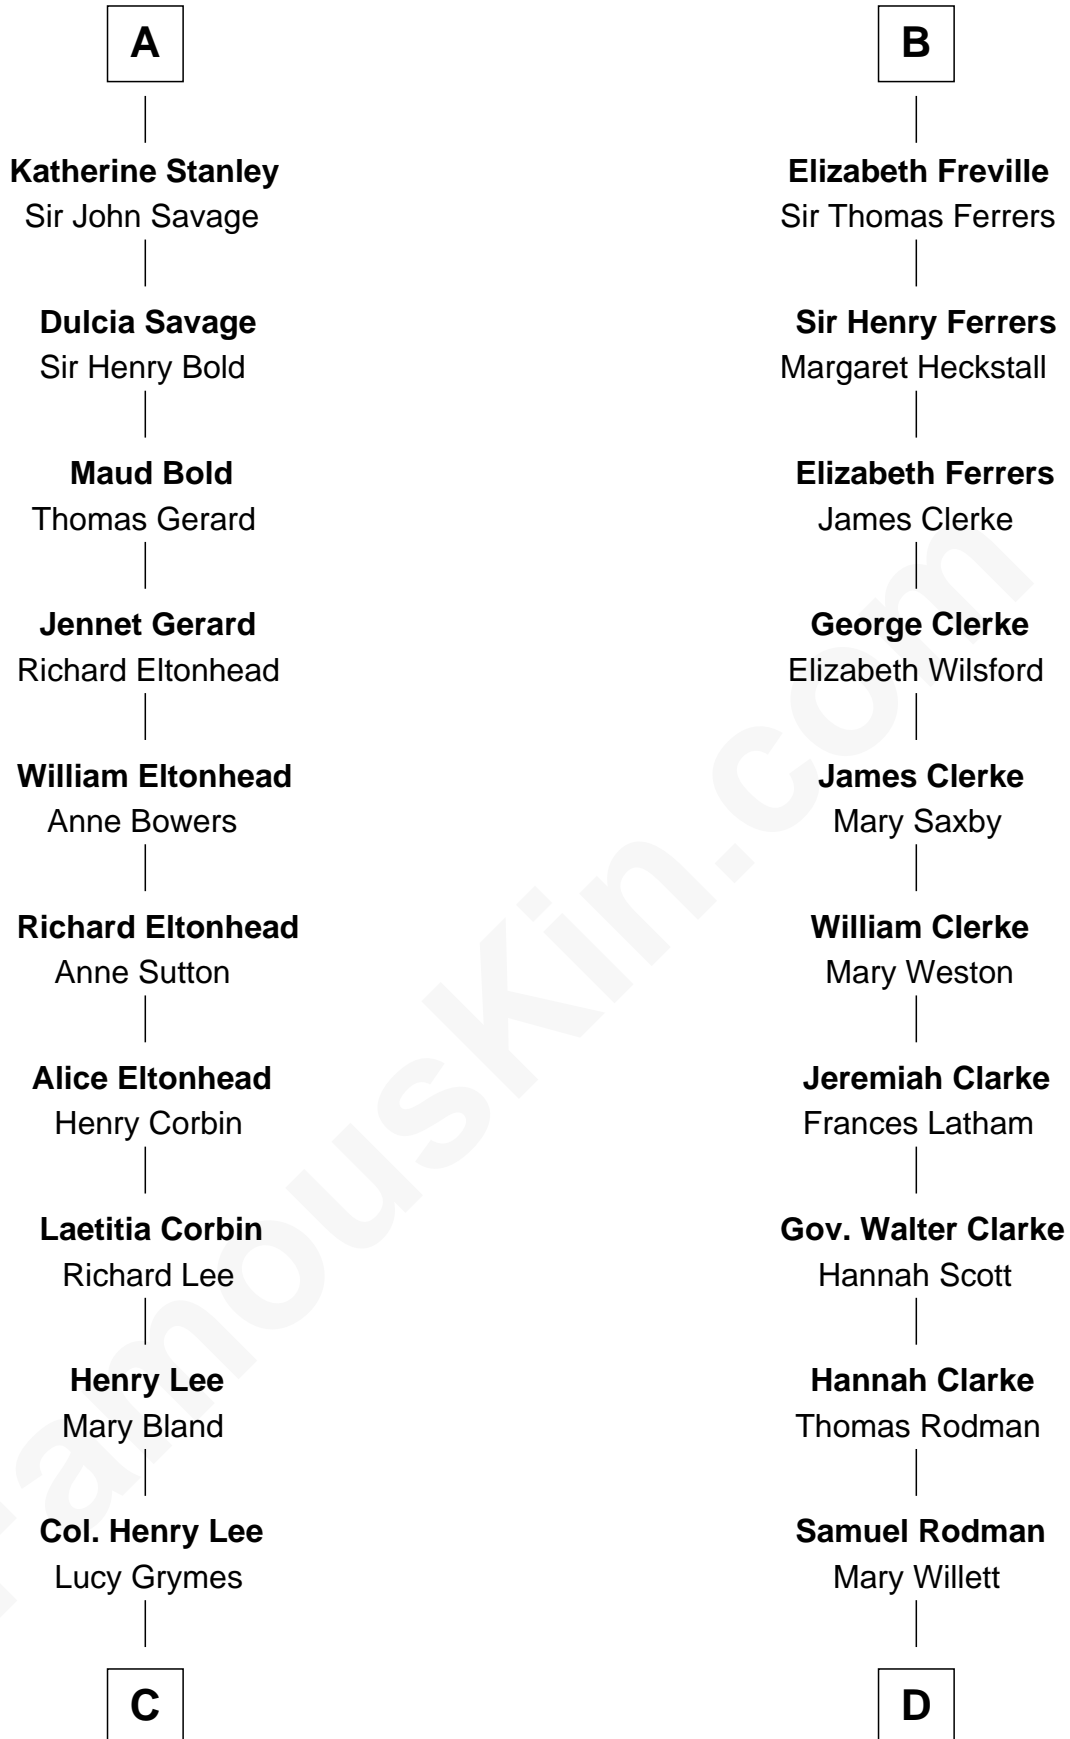 A
Katherine Stanley
Sir John Savage
Dulcia Savage
Sir Henry Bold
Maud Bold
Thomas Gerard
Jennet Gerard
Richard Eltonhead
William Eltonhead
Anne Bowers
Richard Eltonhead
Anne Sutton
Alice Eltonhead
Henry Corbin
Laetitia Corbin
Richard Lee
Henry Lee
Mary Bland
Col. Henry Lee
Lucy Grymes
C
B
Elizabeth Freville
Sir Thomas Ferrers
Sir Henry Ferrers
Margaret Heckstall
Elizabeth Ferrers
James Clerke
George Clerke
Elizabeth Wilsford
James Clerke
Mary Saxby
William Clerke
Mary Weston
Jeremiah Clarke
Frances Latham
Gov. Walter Clarke
Hannah Scott
Hannah Clarke
Thomas Rodman
Samuel Rodman
Mary Willett
D
FamousKin.com